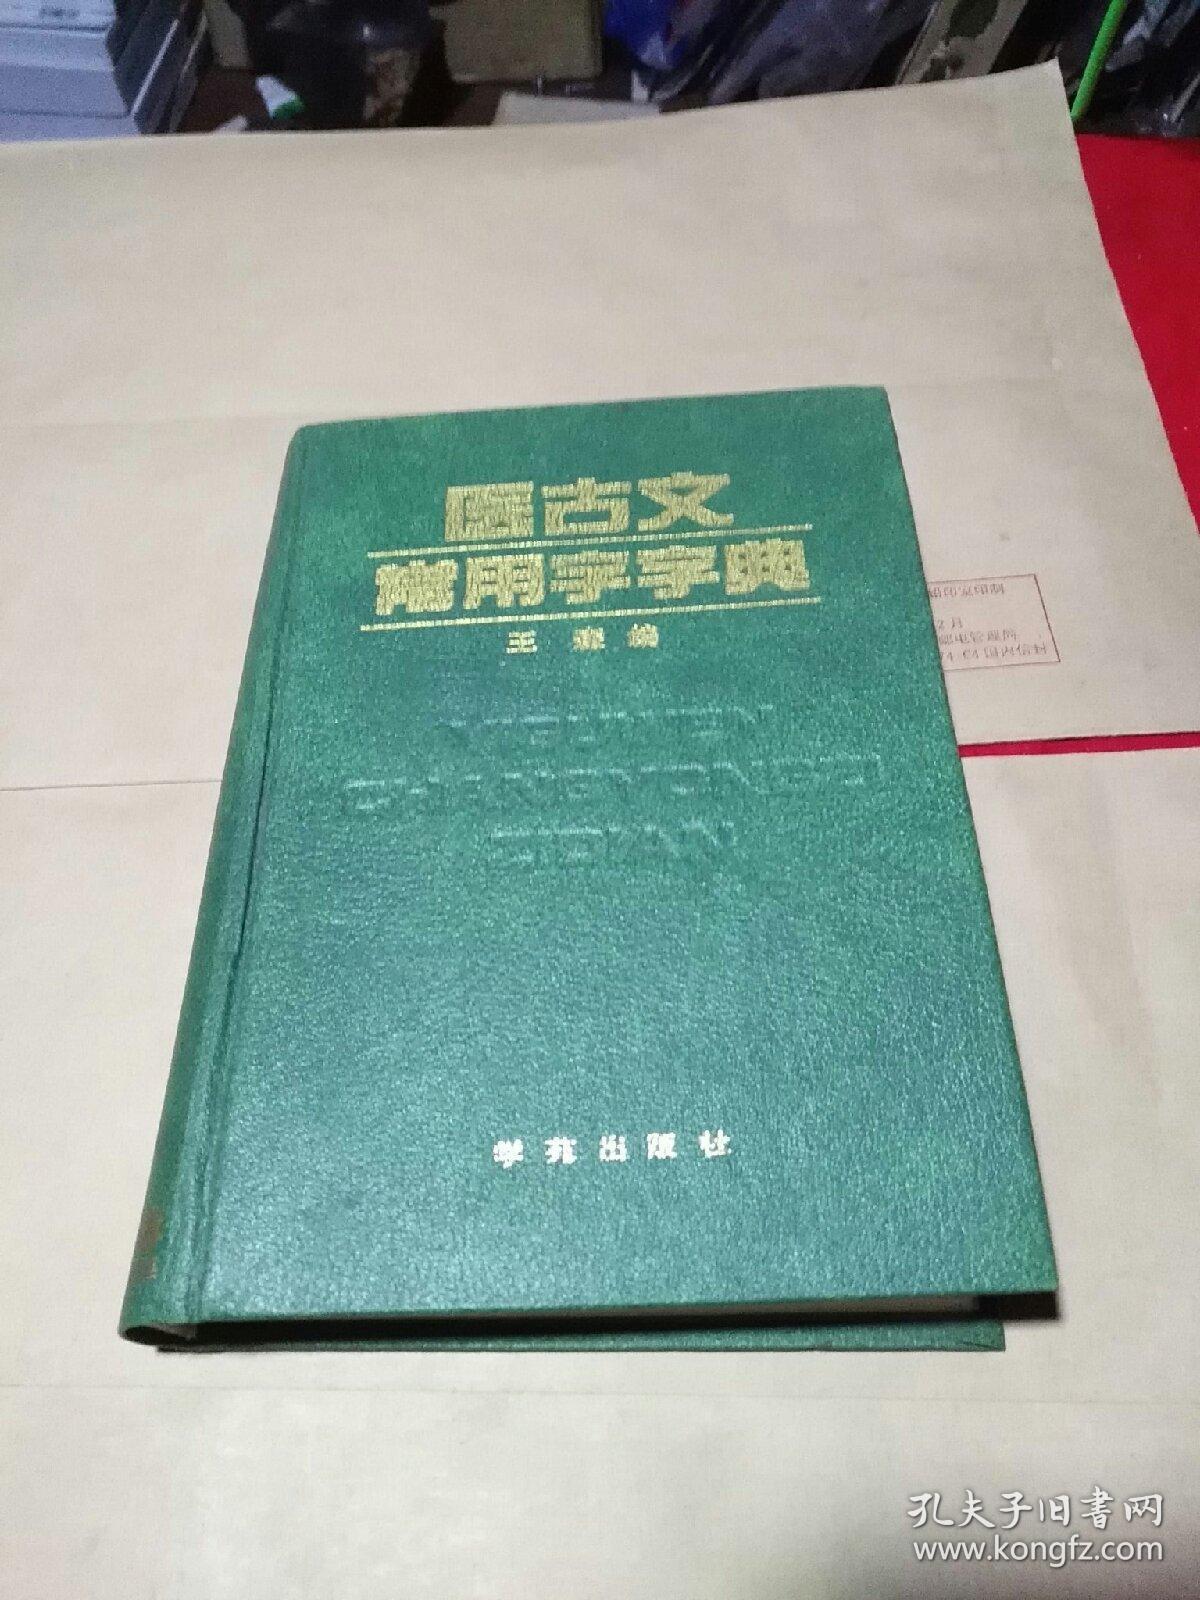 医古文
常用字字典
王 编
YIGUWEN
CHANGYONGZI
ZIDIAN
学苑出版社
孔夫子旧书网
www.kongfz.com